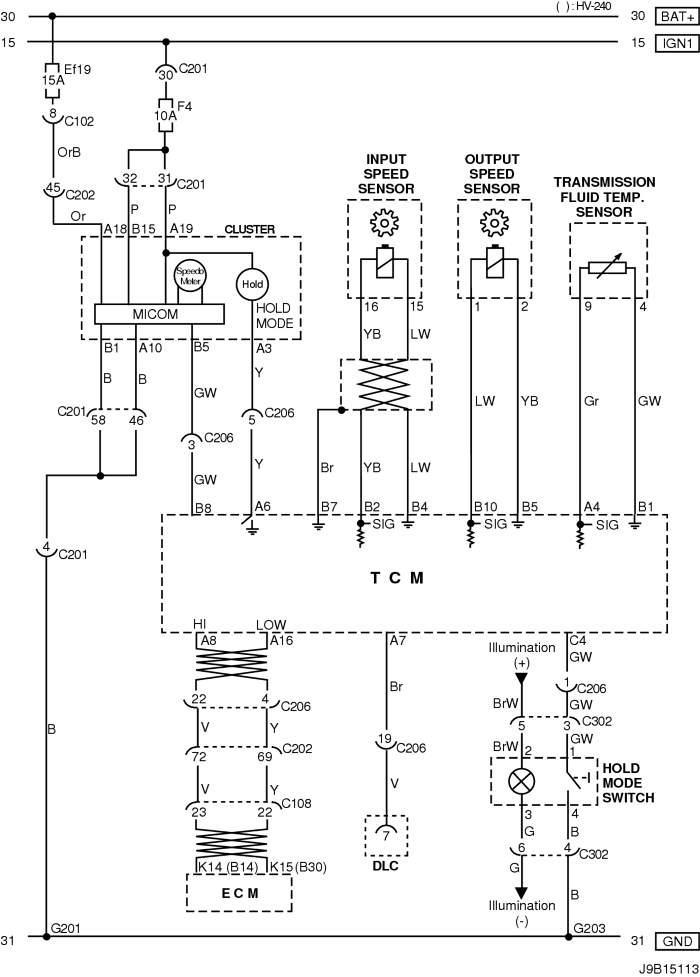 ( ) : HV-240
30 30 BAT+
15 15 IGN1
Ef19
15A
C201
30
F4
10A
8
C102
OrB
45
C202
Or
32 31 C201
P P
A18 B15 A19
CLUSTER
Speedo
Meter
Hold
MICOM
HOLD
MODE
B1 A10 B5 A3
B B GW Y
C201
58 46
5 C206
3 C206
GW Y
B8 A6
INPUT
SPEED
SENSOR
OUTPUT
SPEED
SENSOR
TRANSMISSION
FLUID TEMP.
SENSOR
16 15 1 2 9 4
YB LW
LW YB Gr GW
Br YB LW
B7 B2 B4 B10 B5 A4 B1
SIG SIG SIG
4
C201
T C M
HI LOW
A8 A16 A7 C4
Illumination
(+)
GW
Br
1 C206
22 4
C206
BrW GW
V Y
5 3 C302
19
C206
C202
72 69
BrW GW
2 1
V Y V
HOLD
MODE
SWITCH
B
C108
23 22
3 4
7
G B
DLC
6 4 C302
K14 (B14) K15 (B30)
G
E C M
B
Illumination
(-)
G201 G203
31 31 GND
J9B15113